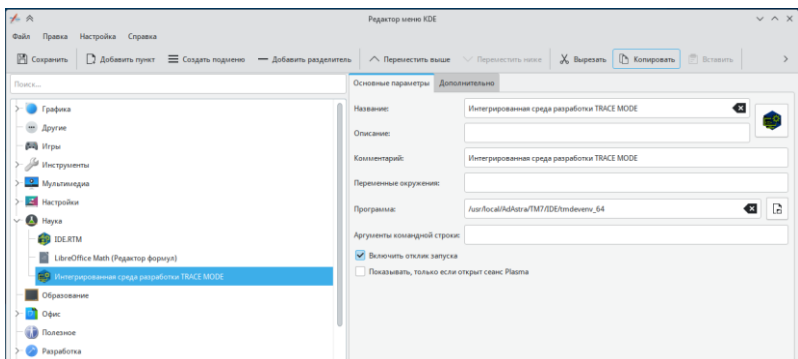 Редактор меню KDE
Файл Правка Настройка Справка
Сохранить Добавить пункт Создать подменю Добавить разделитель Переместить выше Переместить ниже Вырезать Копировать Вставить
Поиск...
Графика
Другие
Игры
Инструменты
Мультимедиа
Настройки
Наука
IDE.RTM
LibreOffice Math (Редактор формул)
Интегрированная среда разработки TRACE MODE
Образование
Офис
Полезное
Разработка
Основные параметры Дополнительно
Название: Интегрированная среда разработки TRACE MODE
Описание:
Комментарий: Интегрированная среда разработки TRACE MODE
Переменные окружения:
Программа: /usr/local/AdAstra/TM7/IDE/tmdevenv_64
Аргументы командной строки:
Включить отклик запуска
Показывать, только если открыт сеанс Plasma